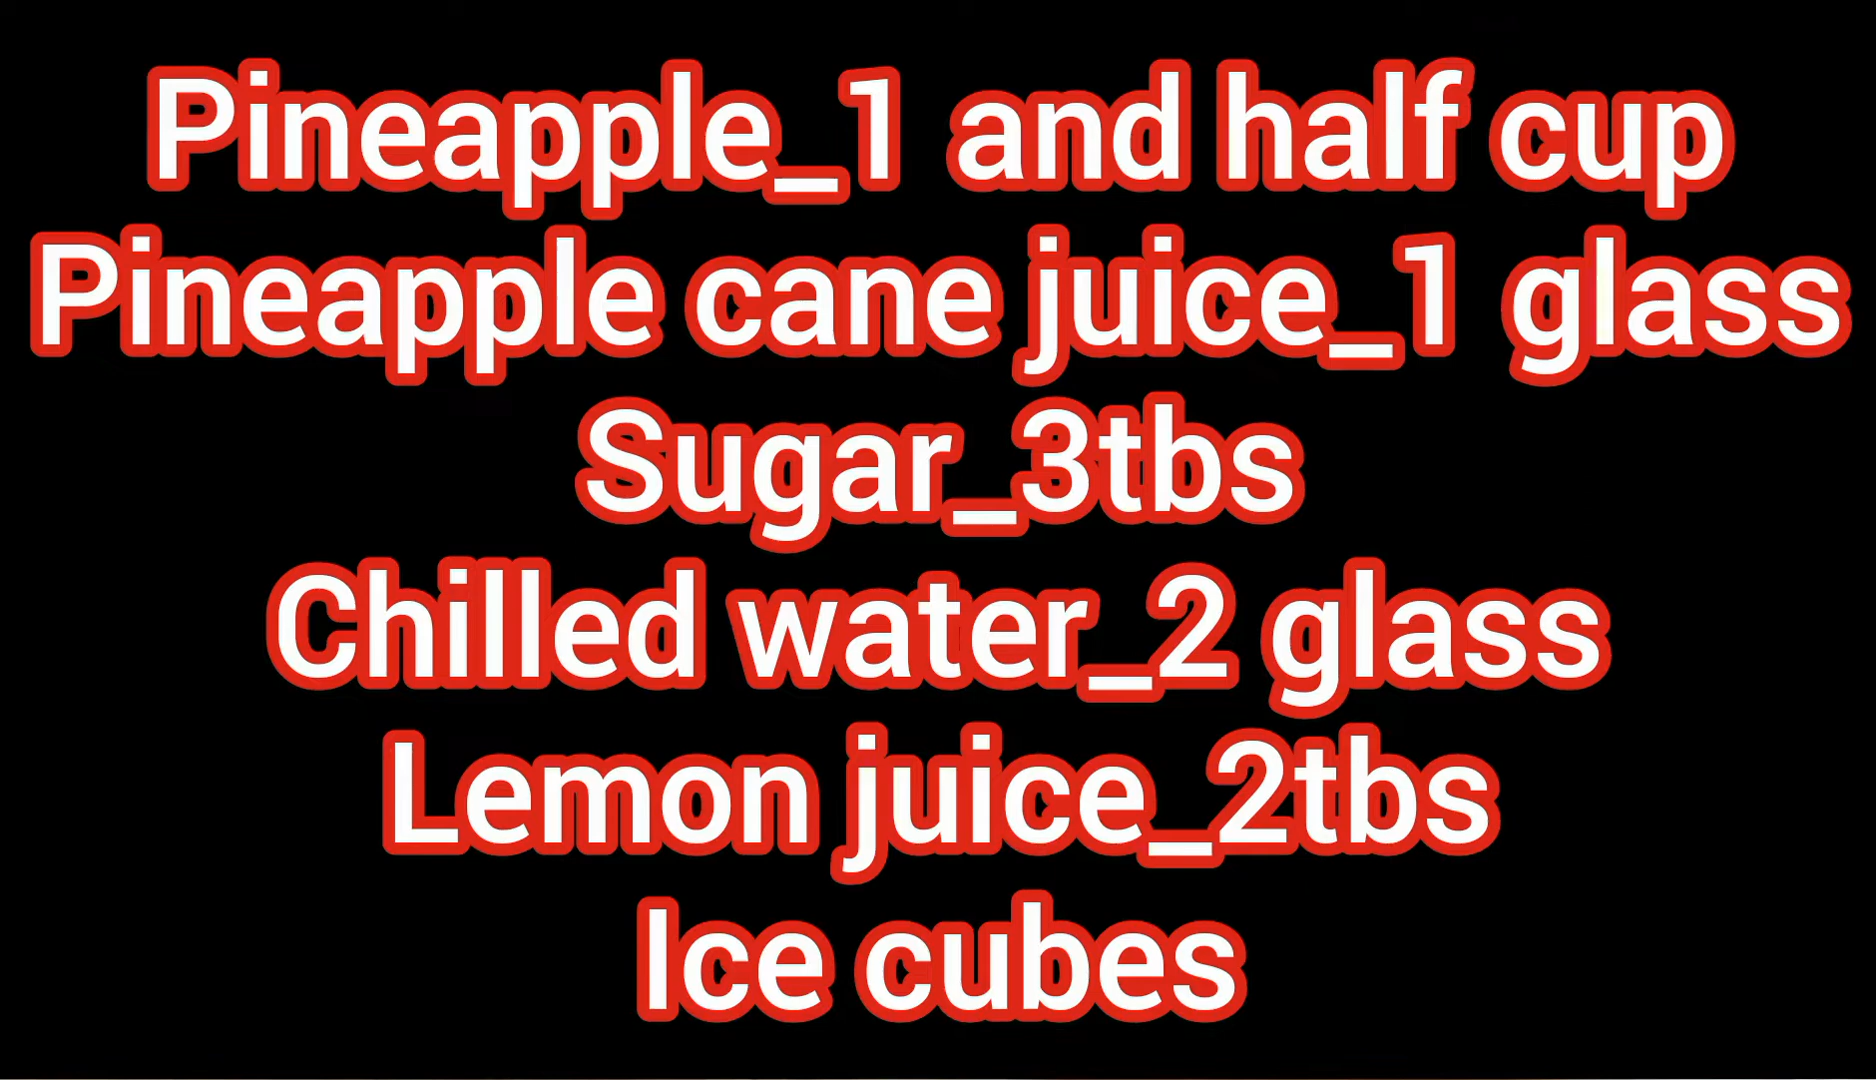 Pineapple_1 and half cup
Pineapple cane juice_1 glass
Sugar_3tbs
Chilled water_2 glass
Lemon juice_2tbs
Ice cubes